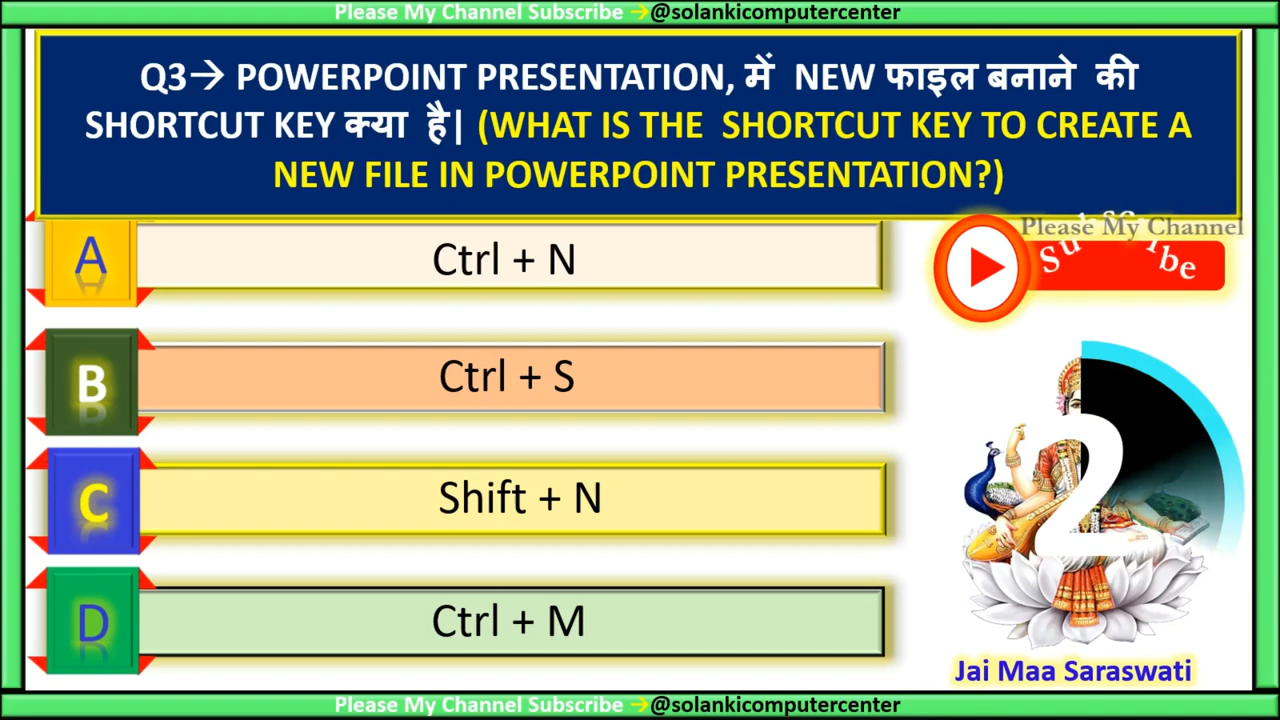 Please My Channel Subscribe →@solankicomputercenter
Q3→ POWERPOINT PRESENTATION, में NEW फाइल बनाने की
SHORTCUT KEY क्या है| (WHAT IS THE SHORTCUT KEY TO CREATE A
NEW FILE IN POWERPOINT PRESENTATION?)
Please My Channel
Subscribe
A
Ctrl + N
B
Ctrl + S
C
Shift + N
D
Ctrl + M
2
Jai Maa Saraswati
Please My Channel Subscribe →@solankicomputercenter